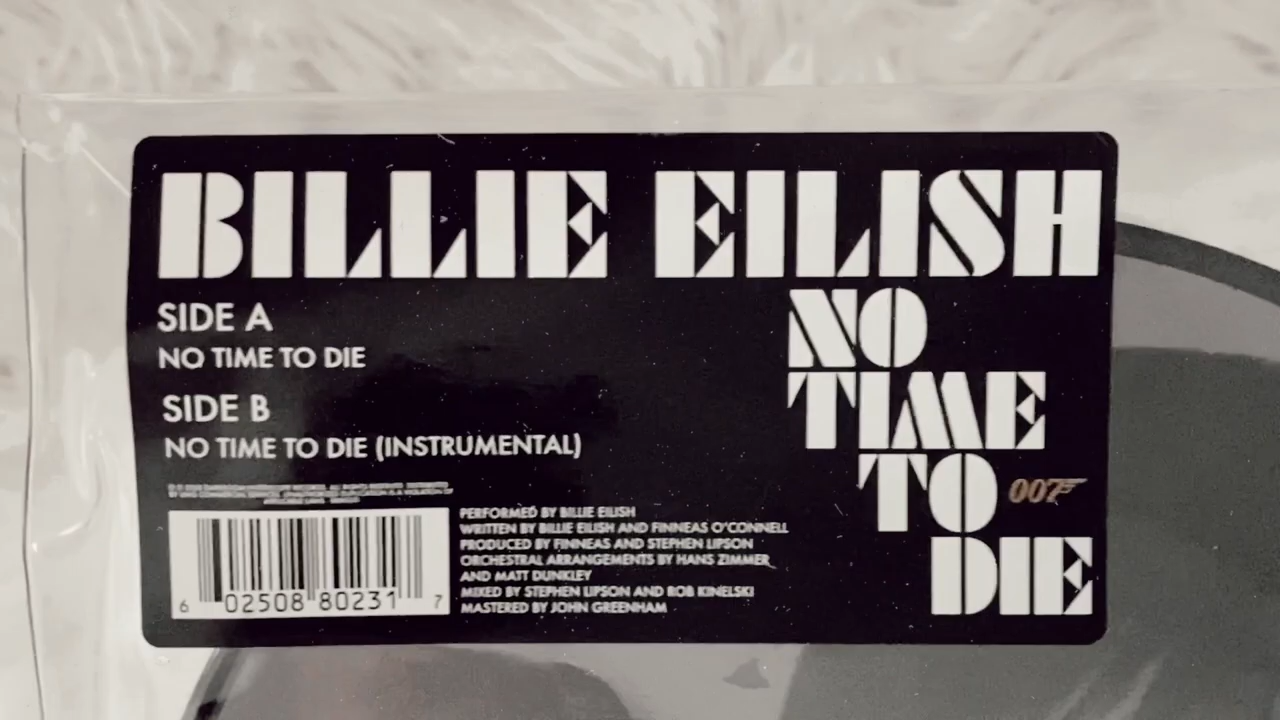 BILLIE EILISH
NO
TIME
TO
007
DIE
SIDE A
NO TIME TO DIE
SIDE B
NO TIME TO DIE (INSTRUMENTAL)
6 02508 80231 7
PERFORMED BY BILLIE EILISH
WRITTEN BY BILLIE EILISH AND FINNEAS O'CONNELL
PRODUCED BY FINNEAS AND STEPHEN LIPSON
ORCHESTRAL ARRANGEMENTS BY HANS ZIMMER
AND MATT DUNKLEY
MIXED BY STEPHEN LIPSON AND ROB KINELSKI
MASTERED BY JOHN GREENHAM